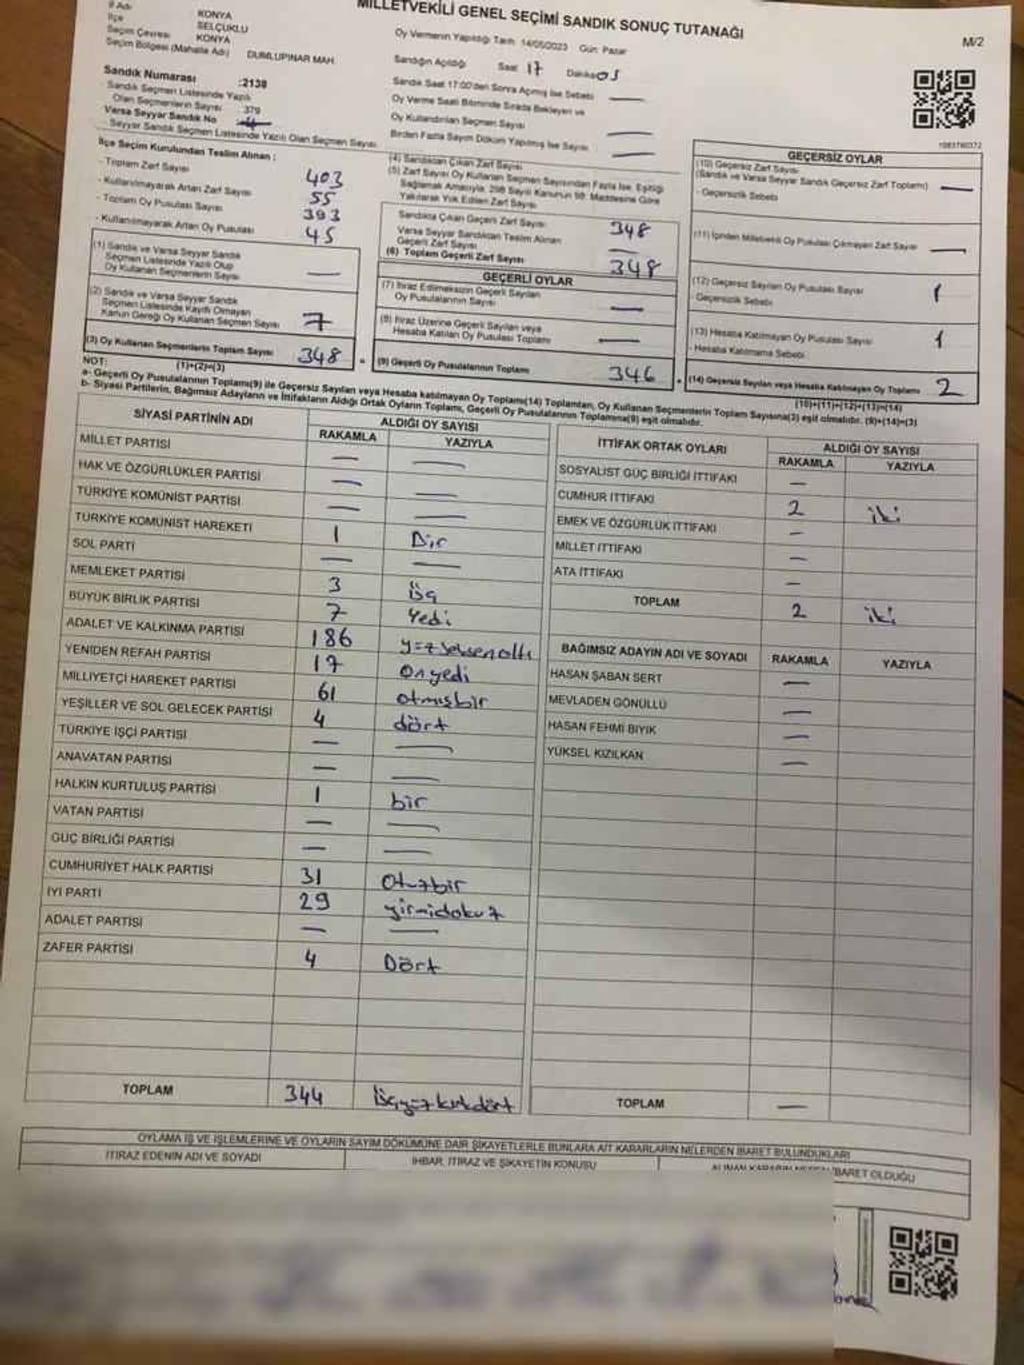 MİLLETVEKİLİ GENEL SEÇİMİ SANDIK SONUÇ TUTANAĞI
M/2
İl Adı KONYA
İlçe SELÇUKLU
Seçim Çevresi KONYA
Seçim Bölgesi (Mahalle Adı) DUMLUPINAR MAH.
Sandık Numarası :2138
Sandık Seçmen Listesinde Yazılı
Olan Seçmenlerin Sayısı : 379
Varsa Seyyar Sandık No
Seyyar Sandık Seçmen Listesinde Yazılı Olan Seçmen Sayısı
Oy Vermenin Yapıldığı Tarih: 14/05/2023 Gün: Pazar
Sandığın Açıldığı Saat 17 Dakika 05
Sandık Saat 17:00'den Sonra Açılmış İse Sebebi —
Oy Verme Saati Bitiminde Sırada Bekleyen ve
Oy Kullandırılan Seçmen Sayısı —
Birden Fazla Sayım Döküm Yapılmış İse Sayısı —
İlçe Seçim Kurulundan Teslim Alınan :
- Toplam Zarf Sayısı 403
- Kullanılmayarak Artan Zarf Sayısı 55
- Toplam Oy Pusulası Sayısı 393
- Kullanılmayarak Artan Oy Pusulası 45
(1) Sandık ve Varsa Seyyar Sandık
Seçmen Listesinde Yazılı Olup
Oy Kullanan Seçmenlerin Sayısı —
(2) Sandık ve Varsa Seyyar Sandık
Seçmen Listesinde Kayıtlı Olmayan
Kanun Gereği Oy Kullanan Seçmen Sayısı 7
(3) Oy Kullanan Seçmenlerin Toplam Sayısı 348
(1)+(2)=(3)
(4) Sandıktan Çıkan Zarf Sayısı
(5) Zarf Sayısı Oy Kullanan Seçmen Sayısından Fazla İse, Eşitliği
Sağlamak Amacıyla, 298 Sayılı Kanunun 98. Maddesine Göre
Yakılarak Yok Edilen Zarf Sayısı
Sandıkta Çıkan Geçerli Zarf Sayısı 348
Varsa Seyyar Sandıktan Teslim Alınan
Geçerli Zarf Sayısı —
(6) Toplam Geçerli Zarf Sayısı 348
GEÇERLİ OYLAR
(7) İtiraz Edilmeksizin Geçerli Sayılan
Oy Pusulalarının Sayısı —
(8) İtiraz Üzerine Geçerli Sayılan veya
Hesaba Katılan Oy Pusulası Toplamı —
(9) Geçerli Oy Pusulalarının Toplamı 346
GEÇERSİZ OYLAR
(10) Geçersiz Zarf Sayısı
(Sandık ve Varsa Seyyar Sandık Geçersiz Zarf Toplamı) —
- Geçersizlik Sebebi
(11) İçinden Milletvekili Oy Pusulası Çıkmayan Zarf Sayısı —
(12) Geçersiz Sayılan Oy Pusulası Sayısı 1
- Geçersizlik Sebebi
(13) Hesaba Katılmayan Oy Pusulası Sayısı 1
- Hesaba Katılmama Sebebi
(14) Geçersiz Sayılan veya Hesaba Katılmayan Oy Toplamı 2
(10)+(11)+(12)+(13)=(14)
NOT:
a- Geçerli Oy Pusulalarının Toplamı(9) ile Geçersiz Sayılan veya Hesaba katılmayan Oy Toplamı(14) Toplamları, Oy Kullanan Seçmenlerin Toplam Sayısına(3) eşit olmalıdır. (9)+(14)=(3)
b- Siyasi Partilerin, Bağımsız Adayların ve İttifakların Aldığı Ortak Oyların Toplamı, Geçerli Oy Pusulalarının Toplamına(9) eşit olmalıdır.
SİYASİ PARTİNİN ADI ALDIĞI OY SAYISI
RAKAMLA YAZIYLA
MİLLET PARTİSİ — —
HAK VE ÖZGÜRLÜKLER PARTİSİ — —
TÜRKİYE KOMÜNİST PARTİSİ — —
TÜRKİYE KOMÜNİST HAREKETİ 1 Bir
SOL PARTİ — —
MEMLEKET PARTİSİ 3 üç
BÜYÜK BİRLİK PARTİSİ 7 Yedi
ADALET VE KALKINMA PARTİSİ 186 yüzseksenaltı
YENİDEN REFAH PARTİSİ 17 Onyedi
MİLLİYETÇİ HAREKET PARTİSİ 61 otmışbir
YEŞİLLER VE SOL GELECEK PARTİSİ 4 dört
TÜRKİYE İŞÇİ PARTİSİ — —
ANAVATAN PARTİSİ — —
HALKIN KURTULUŞ PARTİSİ 1 bir
VATAN PARTİSİ — —
GÜÇ BİRLİĞİ PARTİSİ — —
CUMHURİYET HALK PARTİSİ 31 Otuzbir
İYİ PARTİ 29 yirmidokuz
ADALET PARTİSİ — —
ZAFER PARTİSİ 4 Dört
TOPLAM 344 üçyüzkırkdört
İTTİFAK ORTAK OYLARI ALDIĞI OY SAYISI
RAKAMLA YAZIYLA
SOSYALİST GÜÇ BİRLİĞİ İTTİFAKI —
CUMHUR İTTİFAKI 2 iki
EMEK VE ÖZGÜRLÜK İTTİFAKI —
MİLLET İTTİFAKI —
ATA İTTİFAKI —
TOPLAM 2 iki
BAĞIMSIZ ADAYIN ADI VE SOYADI RAKAMLA YAZIYLA
HASAN ŞABAN SERT —
MEVLADEN GÖNÜLLÜ —
HASAN FEHMİ BIYIK —
YÜKSEL KIZILKAN —
TOPLAM —
OYLAMA İŞ VE İŞLEMLERİNE VE OYLARIN SAYIM DÖKÜMÜNE DAİR ŞİKAYETLERLE BUNLARA AİT KARARLARIN NELERDEN İBARET BULUNDUKLARI
İTİRAZ EDENİN ADI VE SOYADI İHBAR, İTİRAZ VE ŞİKAYETİN KONUSU ALINAN KARARIN NEDEN İBARET OLDUĞU